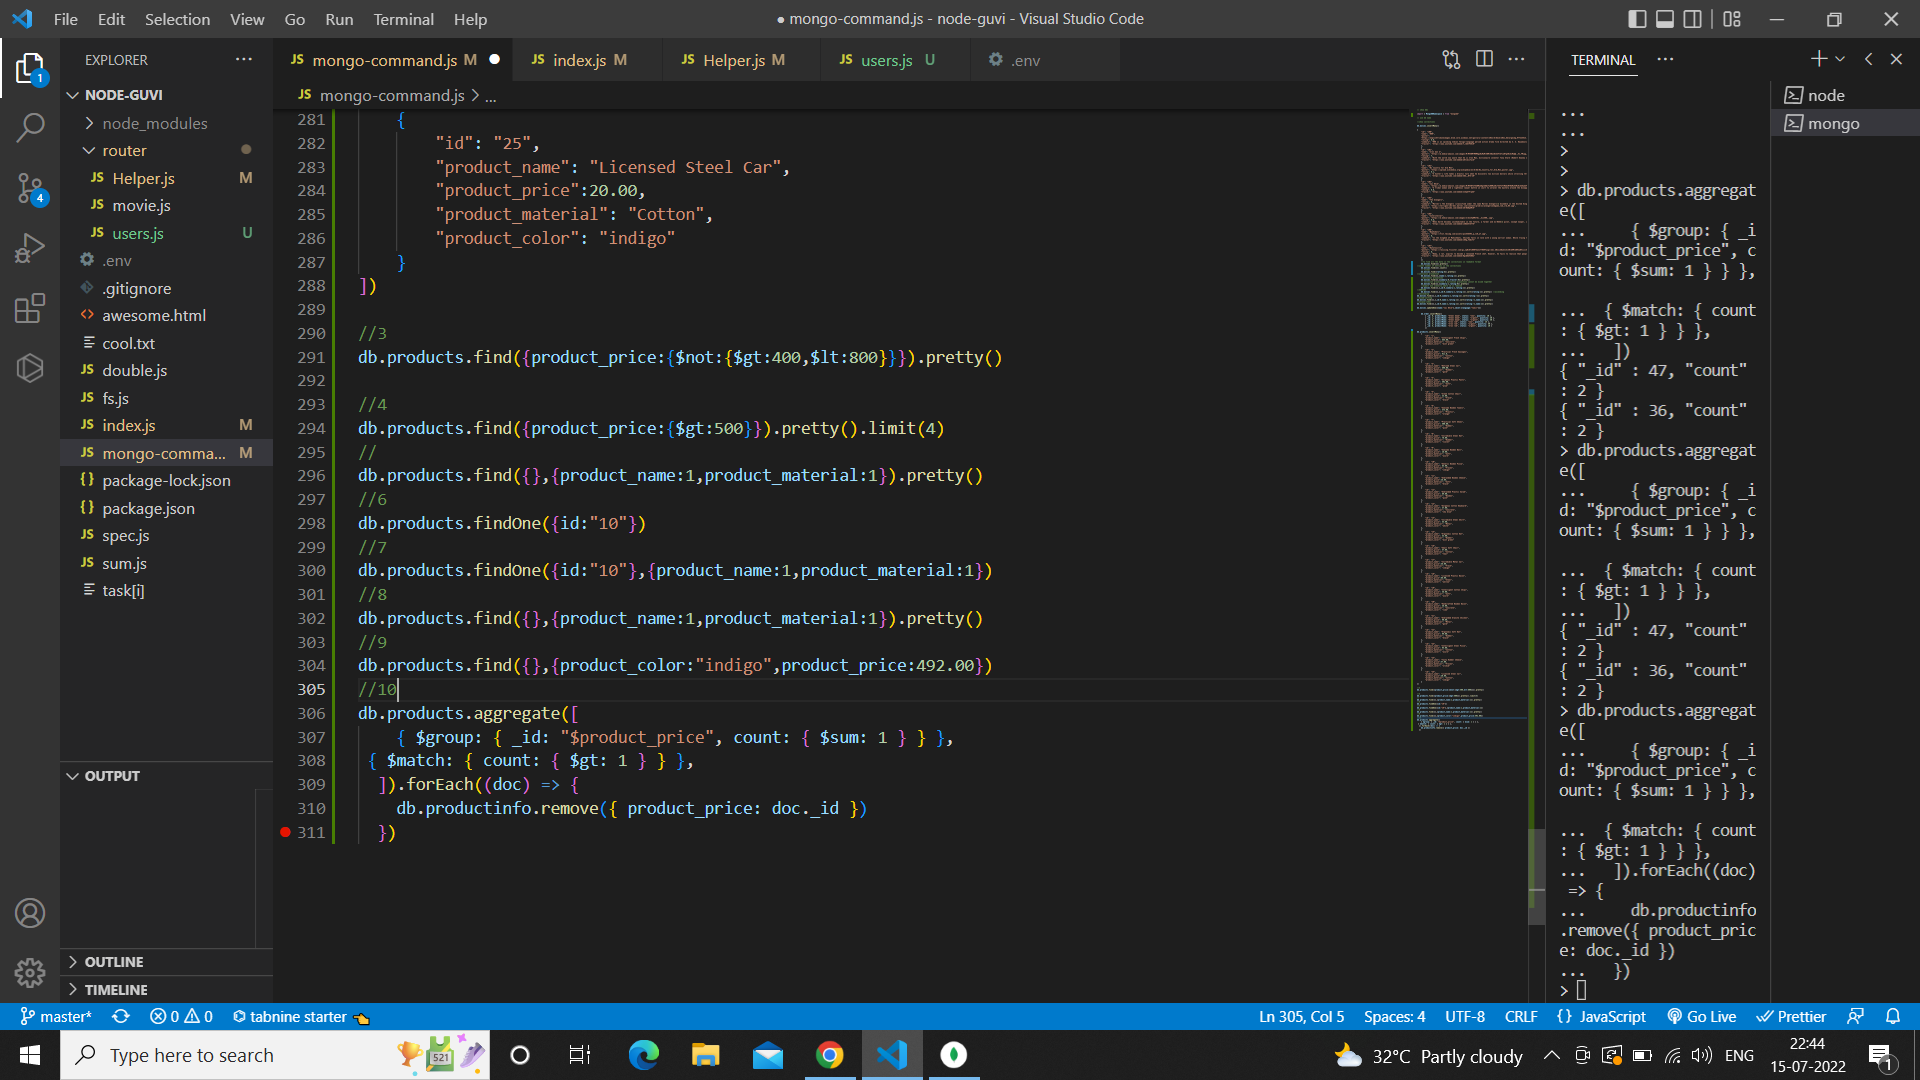 File Edit Selection View Go Run Terminal Help
● mongo-command.js - node-guvi - Visual Studio Code
EXPLORER
NODE-GUVI
node_modules
router
Helper.js M
movie.js
users.js U
.env
.gitignore
awesome.html
cool.txt
double.js
fs.js
index.js M
mongo-comma... M
package-lock.json
package.json
spec.js
sum.js
task[i]
OUTPUT
OUTLINE
TIMELINE
1
4
JS mongo-command.js M
JS index.js M
JS Helper.js M
JS users.js U
.env
JS mongo-command.js > ...
281 {
282 "id": "25",
283 "product_name": "Licensed Steel Car",
284 "product_price":20.00,
285 "product_material": "Cotton",
286 "product_color": "indigo"
287 }
288 ])
289
290 //3
291 db.products.find({product_price:{$not:{$gt:400,$lt:800}}}).pretty()
292
293 //4
294 db.products.find({product_price:{$gt:500}}).pretty().limit(4)
295 //
296 db.products.find({},{product_name:1,product_material:1}).pretty()
297 //6
298 db.products.findOne({id:"10"})
299 //7
300 db.products.findOne({id:"10"},{product_name:1,product_material:1})
301 //8
302 db.products.find({},{product_name:1,product_material:1}).pretty()
303 //9
304 db.products.find({},{product_color:"indigo",product_price:492.00})
305 //10
306 db.products.aggregate([
307 { $group: { _id: "$product_price", count: { $sum: 1 } } },
308 { $match: { count: { $gt: 1 } } },
309 ]).forEach((doc) => {
310 db.productinfo.remove({ product_price: doc._id })
311 })
TERMINAL
node
mongo
...
...
>
>
> db.products.aggregat
e([
... { $group: { _i
d: "$product_price", c
ount: { $sum: 1 } } },
... { $match: { count
: { $gt: 1 } } },
... ])
{ "_id" : 47, "count"
: 2 }
{ "_id" : 36, "count"
: 2 }
> db.products.aggregat
e([
... { $group: { _i
d: "$product_price", c
ount: { $sum: 1 } } },
... { $match: { count
: { $gt: 1 } } },
... ])
{ "_id" : 47, "count"
: 2 }
{ "_id" : 36, "count"
: 2 }
> db.products.aggregat
e([
... { $group: { _i
d: "$product_price", c
ount: { $sum: 1 } } },
... { $match: { count
: { $gt: 1 } } },
... ]).forEach((doc)
=> {
... db.productinfo
.remove({ product_pric
e: doc._id })
... })
>
master* 0 0 tabnine starter
Ln 305, Col 5 Spaces: 4 UTF-8 CRLF {} JavaScript Go Live Prettier
Type here to search
521
32°C Partly cloudy
ENG
22:44
15-07-2022
1